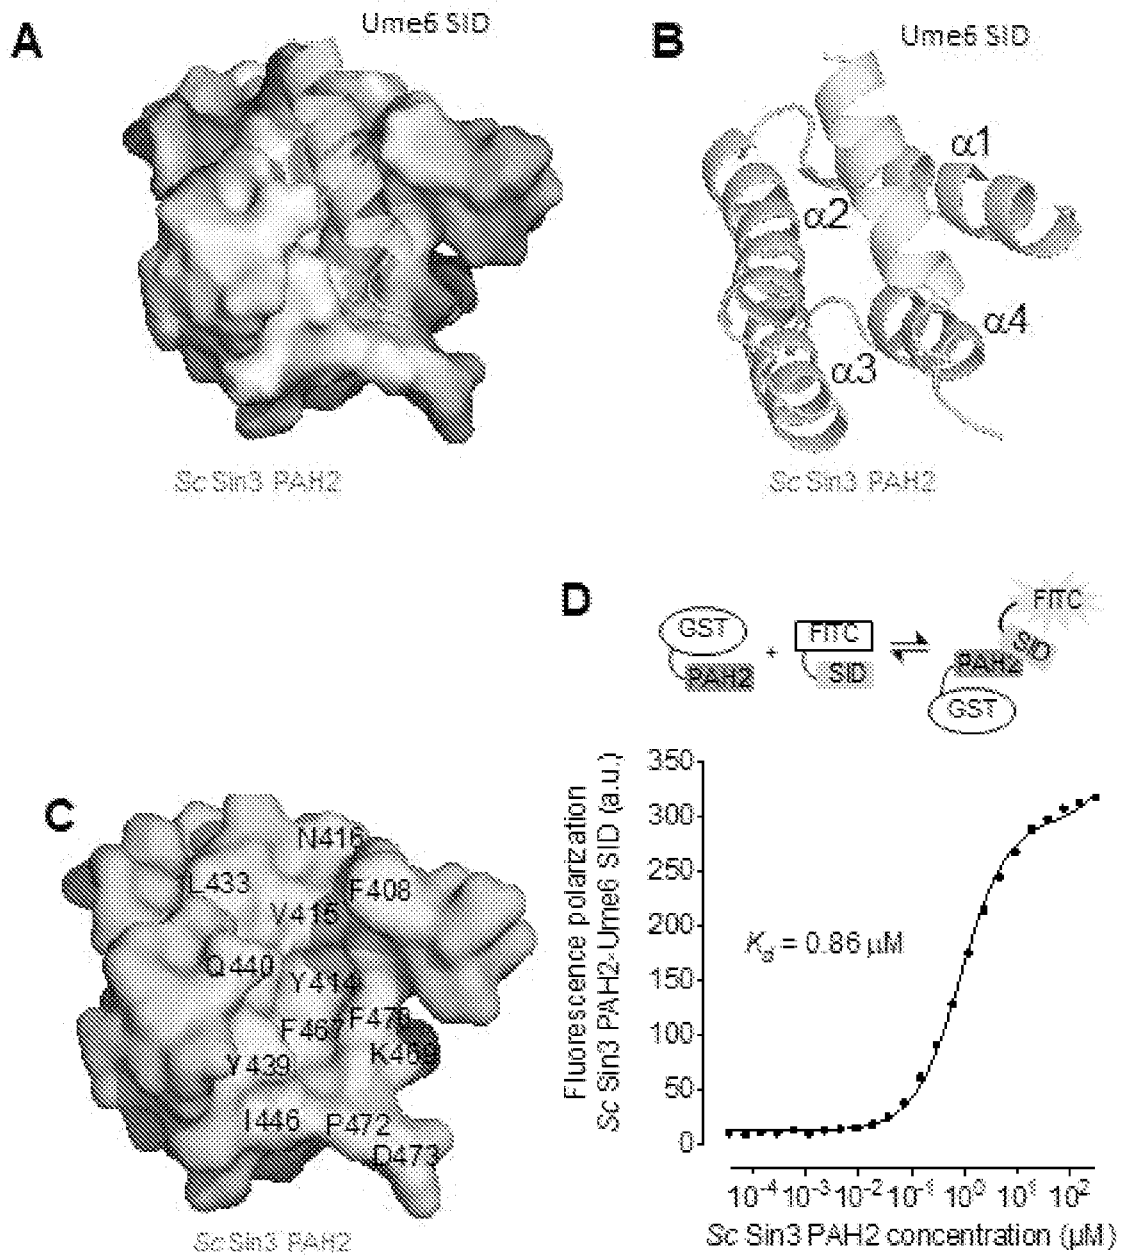 A
Ume6 SID
Sc Sin3 PAH2
B
Ume6 SID
α1
α2
α4
α3
Sc Sin3 PAH2
C
N416
L433
F408
V415
Q440
Y414
F467
Y439
I446
P472
D473
Sc Sin3 PAH2
D
GST
PAH2
+
FITC
SID
FITC
SID
PAH2
GST
Fluorescence polarization
Sc Sin3 PAH2-Ume6 SID (a.u.)
350
300
250
200
150
100
50
0
Kd = 0.86 µM
10-4 10-3 10-2 10-1 100 101 102
Sc Sin3 PAH2 concentration (µM)